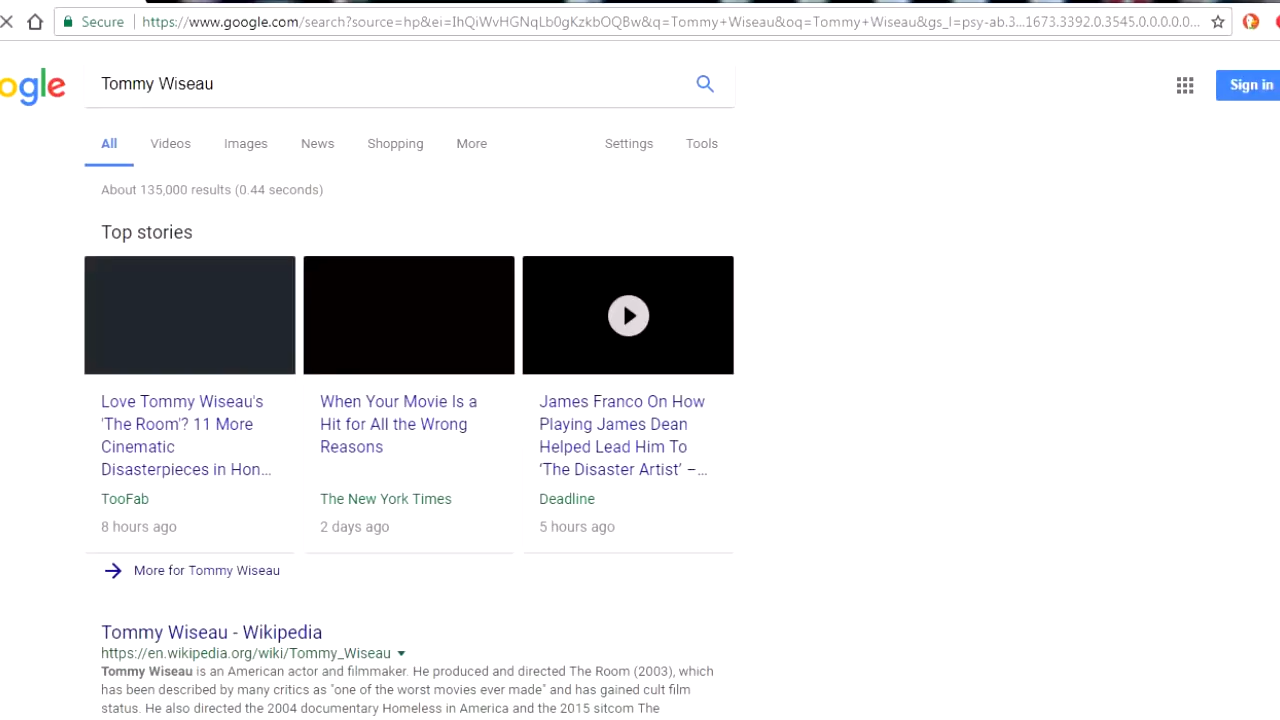 Secure https://www.google.com/search?source=hp&ei=IhQiWvHGNqLb0gKzkbOQBw&q=Tommy+Wiseau&oq=Tommy+Wiseau&gs_l=psy-ab.3...1673.3392.0.3545.0.0.0.0.0...
ogle Tommy Wiseau Sign in
All Videos Images News Shopping More Settings Tools
About 135,000 results (0.44 seconds)
Top stories
Love Tommy Wiseau's
'The Room'? 11 More
Cinematic
Disasterpieces in Hon...
TooFab
8 hours ago
When Your Movie Is a
Hit for All the Wrong
Reasons
The New York Times
2 days ago
James Franco On How
Playing James Dean
Helped Lead Him To
‘The Disaster Artist’ –...
Deadline
5 hours ago
More for Tommy Wiseau
Tommy Wiseau - Wikipedia
https://en.wikipedia.org/wiki/Tommy_Wiseau
Tommy Wiseau is an American actor and filmmaker. He produced and directed The Room (2003), which
has been described by many critics as "one of the worst movies ever made" and has gained cult film
status. He also directed the 2004 documentary Homeless in America and the 2015 sitcom The